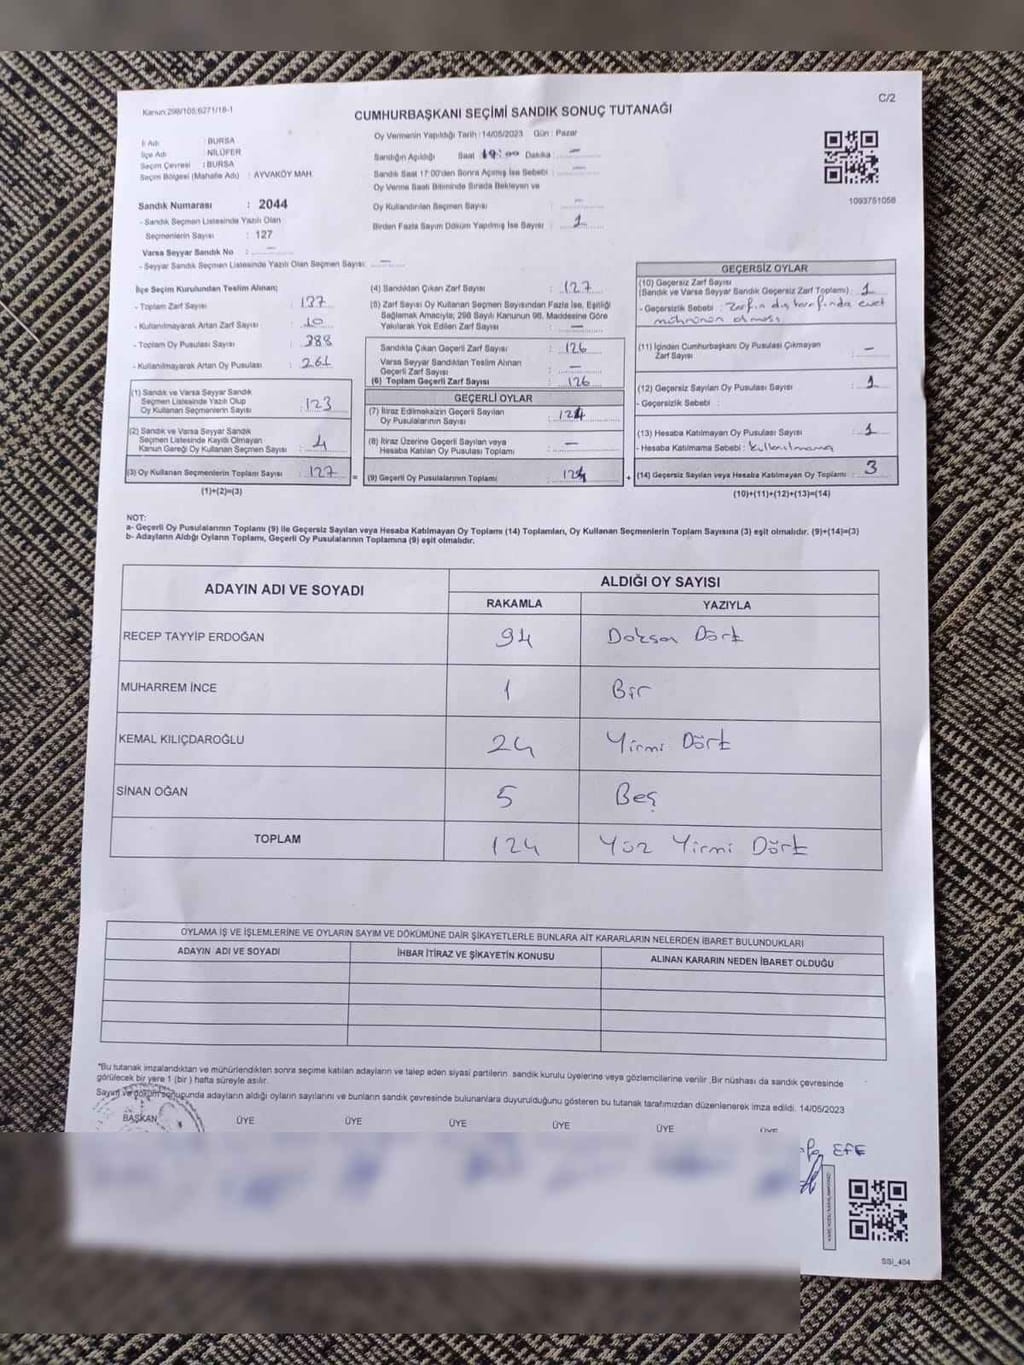 Kanun:298/105;6271/18-1
C/2
CUMHURBAŞKANI SEÇİMİ SANDIK SONUÇ TUTANAĞI
İl Adı : BURSA
İlçe Adı : NİLÜFER
Seçim Çevresi : BURSA
Seçim Bölgesi (Mahalle Adı) : AYVAKÖY MAH.
Sandık Numarası : 2044
- Sandık Seçmen Listesinde Yazılı Olan
Seçmenlerin Sayısı : 127
Varsa Seyyar Sandık No : —
- Seyyar Sandık Seçmen Listesinde Yazılı Olan Seçmen Sayısı: —
Oy Vermenin Yapıldığı Tarih : 14/05/2023 Gün : Pazar
Sandığın Açıldığı Saat 19:00 Dakika : —
Sandık Saat 17:00'den Sonra Açılmış İse Sebebi : —
Oy Verme Saati Bitiminde Sırada Bekleyen ve
Oy Kullandırılan Seçmen Sayısı : —
Birden Fazla Sayım Döküm Yapılmış İse Sayısı : 1
1093751058
İlçe Seçim Kurulundan Teslim Alınan;
- Toplam Zarf Sayısı : 137
- Kullanılmayarak Artan Zarf Sayısı : 10
- Toplam Oy Pusulası Sayısı : 388
- Kullanılmayarak Artan Oy Pusulası : 261
(1) Sandık ve Varsa Seyyar Sandık
Seçmen Listesinde Yazılı Olup
Oy Kullanan Seçmenlerin Sayısı : 123
(2) Sandık ve Varsa Seyyar Sandık
Seçmen Listesinde Kayıtlı Olmayan
Kanun Gereği Oy Kullanan Seçmen Sayısı : 4
(3) Oy Kullanan Seçmenlerin Toplam Sayısı : 127
(1)+(2)=(3)
(4) Sandıktan Çıkan Zarf Sayısı : 127
(5) Zarf Sayısı Oy Kullanan Seçmen Sayısından Fazla İse, Eşitliği
Sağlamak Amacıyla; 298 Sayılı Kanunun 98. Maddesine Göre
Yakılarak Yok Edilen Zarf Sayısı : —
Sandıkta Çıkan Geçerli Zarf Sayısı : 126
Varsa Seyyar Sandıktan Teslim Alınan
Geçerli Zarf Sayısı : —
(6) Toplam Geçerli Zarf Sayısı : 126
GEÇERLİ OYLAR
(7) İtiraz Edilmeksizin Geçerli Sayılan
Oy Pusulalarının Sayısı : 124
(8) İtiraz Üzerine Geçerli Sayılan veya
Hesaba Katılan Oy Pusulası Toplamı : —
= (9) Geçerli Oy Pusulalarının Toplamı : 124
GEÇERSİZ OYLAR
(10) Geçersiz Zarf Sayısı
(Sandık ve Varsa Seyyar Sandık Geçersiz Zarf Toplamı) : 1
- Geçersizlik Sebebi : Zarfın dış tarafında evet
mührünün olması
(11) İçinden Cumhurbaşkanı Oy Pusulası Çıkmayan
Zarf Sayısı : —
(12) Geçersiz Sayılan Oy Pusulası Sayısı : 1
- Geçersizlik Sebebi :
(13) Hesaba Katılmayan Oy Pusulası Sayısı : 1
- Hesaba Katılmama Sebebi : kullanılmama
+ (14) Geçersiz Sayılan veya Hesaba Katılmayan Oy Toplamı : 3
(10)+(11)+(12)+(13)=(14)
NOT:
a- Geçerli Oy Pusulalarının Toplamı (9) ile Geçersiz Sayılan veya Hesaba Katılmayan Oy Toplamı (14) Toplamları, Oy Kullanan Seçmenlerin Toplam Sayısına (3) eşit olmalıdır. (9)+(14)=(3)
b- Adayların Aldığı Oyların Toplamı, Geçerli Oy Pusulalarının Toplamına (9) eşit olmalıdır.
ADAYIN ADI VE SOYADI ALDIĞI OY SAYISI
RAKAMLA YAZIYLA
RECEP TAYYİP ERDOĞAN 94 Doksan Dört
MUHARREM İNCE 1 Bir
KEMAL KILIÇDAROĞLU 24 Yirmi Dört
SİNAN OĞAN 5 Beş
TOPLAM 124 Yüz Yirmi Dört
OYLAMA İŞ VE İŞLEMLERİNE VE OYLARIN SAYIM VE DÖKÜMÜNE DAİR ŞİKAYETLERLE BUNLARA AİT KARARLARIN NELERDEN İBARET BULUNDUKLARI
ADAYIN ADI VE SOYADI İHBAR İTİRAZ VE ŞİKAYETİN KONUSU ALINAN KARARIN NEDEN İBARET OLDUĞU
"Bu tutanak imzalandıktan ve mühürlendikten sonra seçime katılan adayların ve talep eden siyasi partilerin sandık kurulu üyelerine veya gözlemcilerine verilir. Bir nüshası da sandık çevresinde
görülecek bir yere 1 (bir) hafta süreyle asılır.
Sayım ve döküm sonucunda adayların aldığı oyların sayılarını ve bunların sandık çevresinde bulunanlara duyurulduğunu gösteren bu tutanak tarafımızdan düzenlenerek imza edildi. 14/05/2023
BAŞKAN ÜYE ÜYE ÜYE ÜYE ÜYE ÜYE
EFE
SSI_404